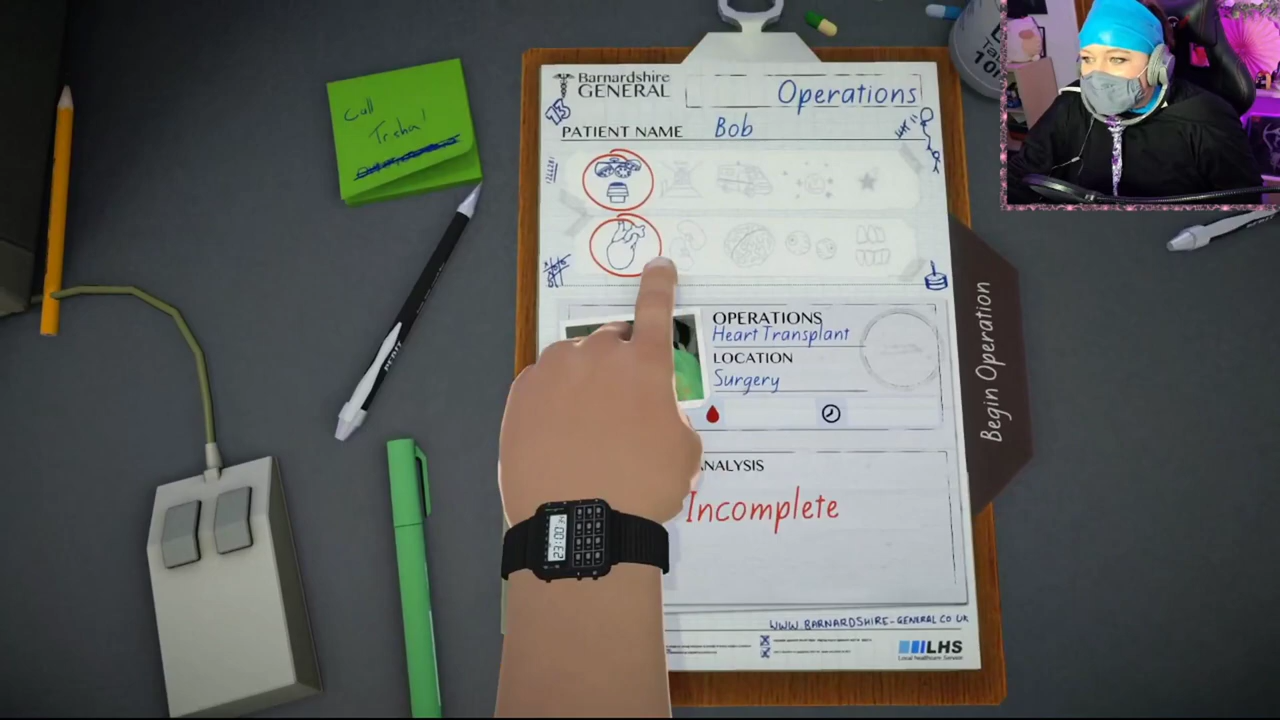 Call
Trisha!
Barnardshire
GENERAL
Operations
PATIENT NAME Bob
OPERATIONS
Heart Transplant
LOCATION
Surgery
Begin Operation
ANALYSIS
Incomplete
WWW.BARNARDSHIRE-GENERAL.CO.UK
LHS
Local Healthcare Service